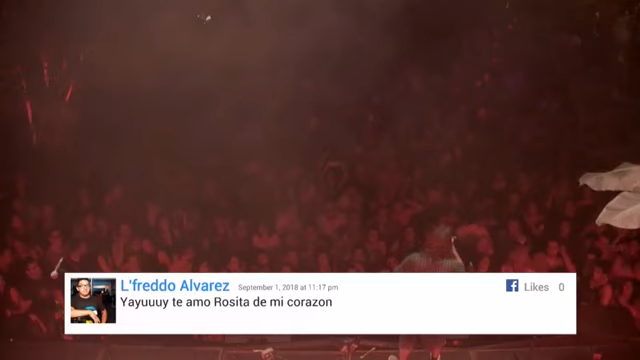 L'freddo Alvarez September 1, 2018 at 11:17 pm Likes 0
Yayuuuy te amo Rosita de mi corazon